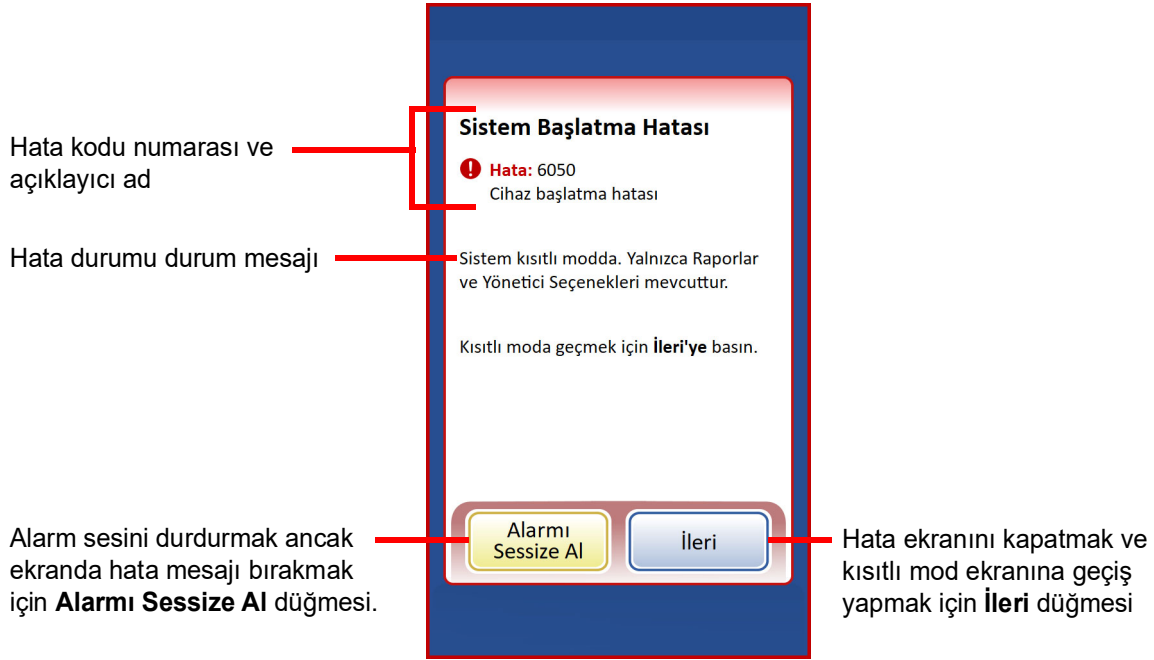 Hata kodu numarası ve
açıklayıcı ad
Hata durumu durum mesajı
Alarm sesini durdurmak ancak
ekranda hata mesajı bırakmak
için Alarmı Sessize Al düğmesi.
Sistem Başlatma Hatası
Hata: 6050
Cihaz başlatma hatası
Sistem kısıtlı modda. Yalnızca Raporlar
ve Yönetici Seçenekleri mevcuttur.
Kısıtlı moda geçmek için İleri'ye basın.
Alarmı
Sessize Al
İleri
Hata ekranını kapatmak ve
kısıtlı mod ekranına geçiş
yapmak için İleri düğmesi